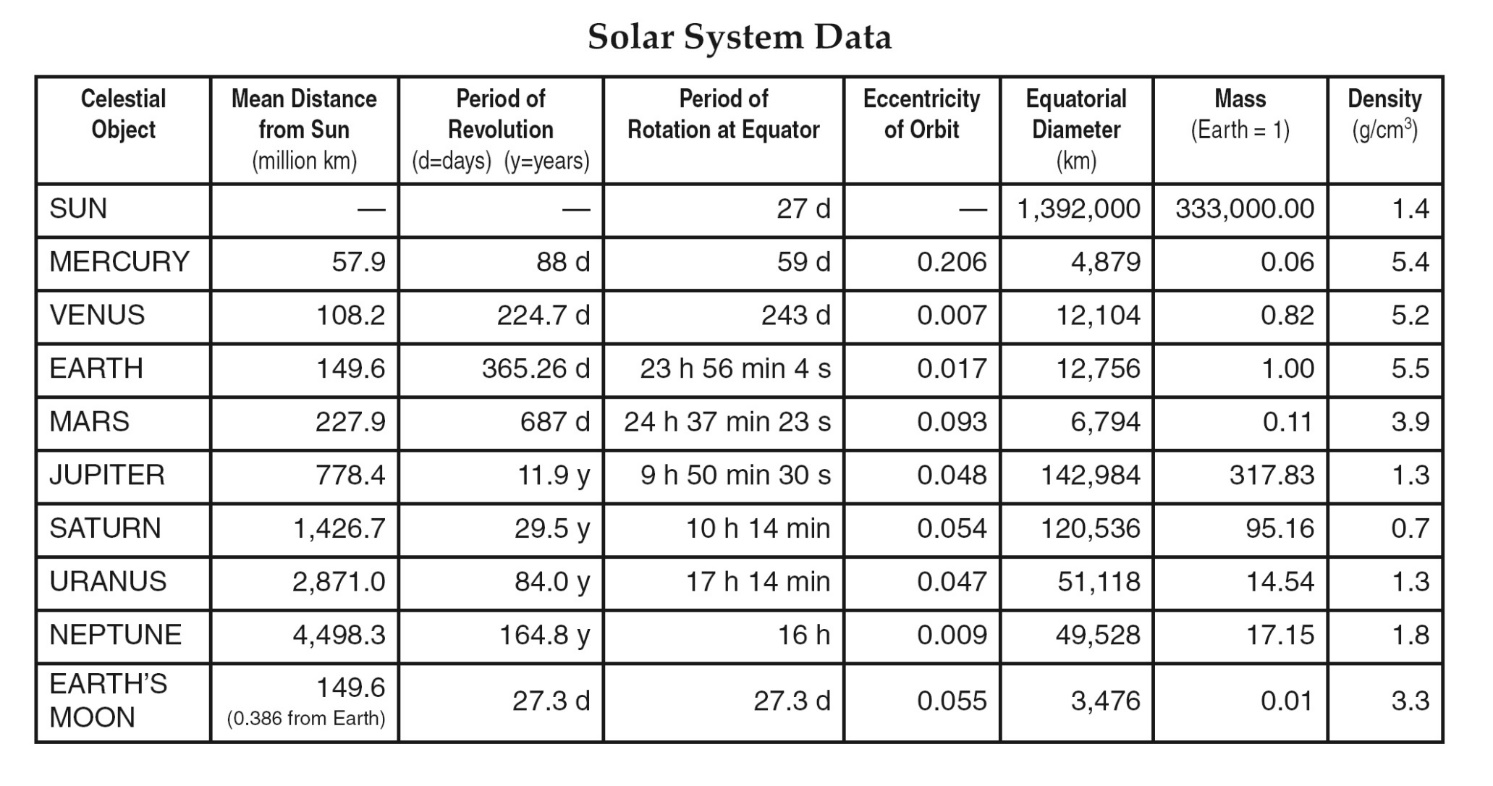 Solar System Data
Celestial Object Mean Distance from Sun (million km) Period of Revolution (d=days) (y=years) Period of Rotation at Equator Eccentricity of Orbit Equatorial Diameter (km) Mass (Earth = 1) Density (g/cm³)
SUN — — 27 d — 1,392,000 333,000.00 1.4
MERCURY 57.9 88 d 59 d 0.206 4,879 0.06 5.4
VENUS 108.2 224.7 d 243 d 0.007 12,104 0.82 5.2
EARTH 149.6 365.26 d 23 h 56 min 4 s 0.017 12,756 1.00 5.5
MARS 227.9 687 d 24 h 37 min 23 s 0.093 6,794 0.11 3.9
JUPITER 778.4 11.9 y 9 h 50 min 30 s 0.048 142,984 317.83 1.3
SATURN 1,426.7 29.5 y 10 h 14 min 0.054 120,536 95.16 0.7
URANUS 2,871.0 84.0 y 17 h 14 min 0.047 51,118 14.54 1.3
NEPTUNE 4,498.3 164.8 y 16 h 0.009 49,528 17.15 1.8
EARTH'S MOON 149.6 (0.386 from Earth) 27.3 d 27.3 d 0.055 3,476 0.01 3.3